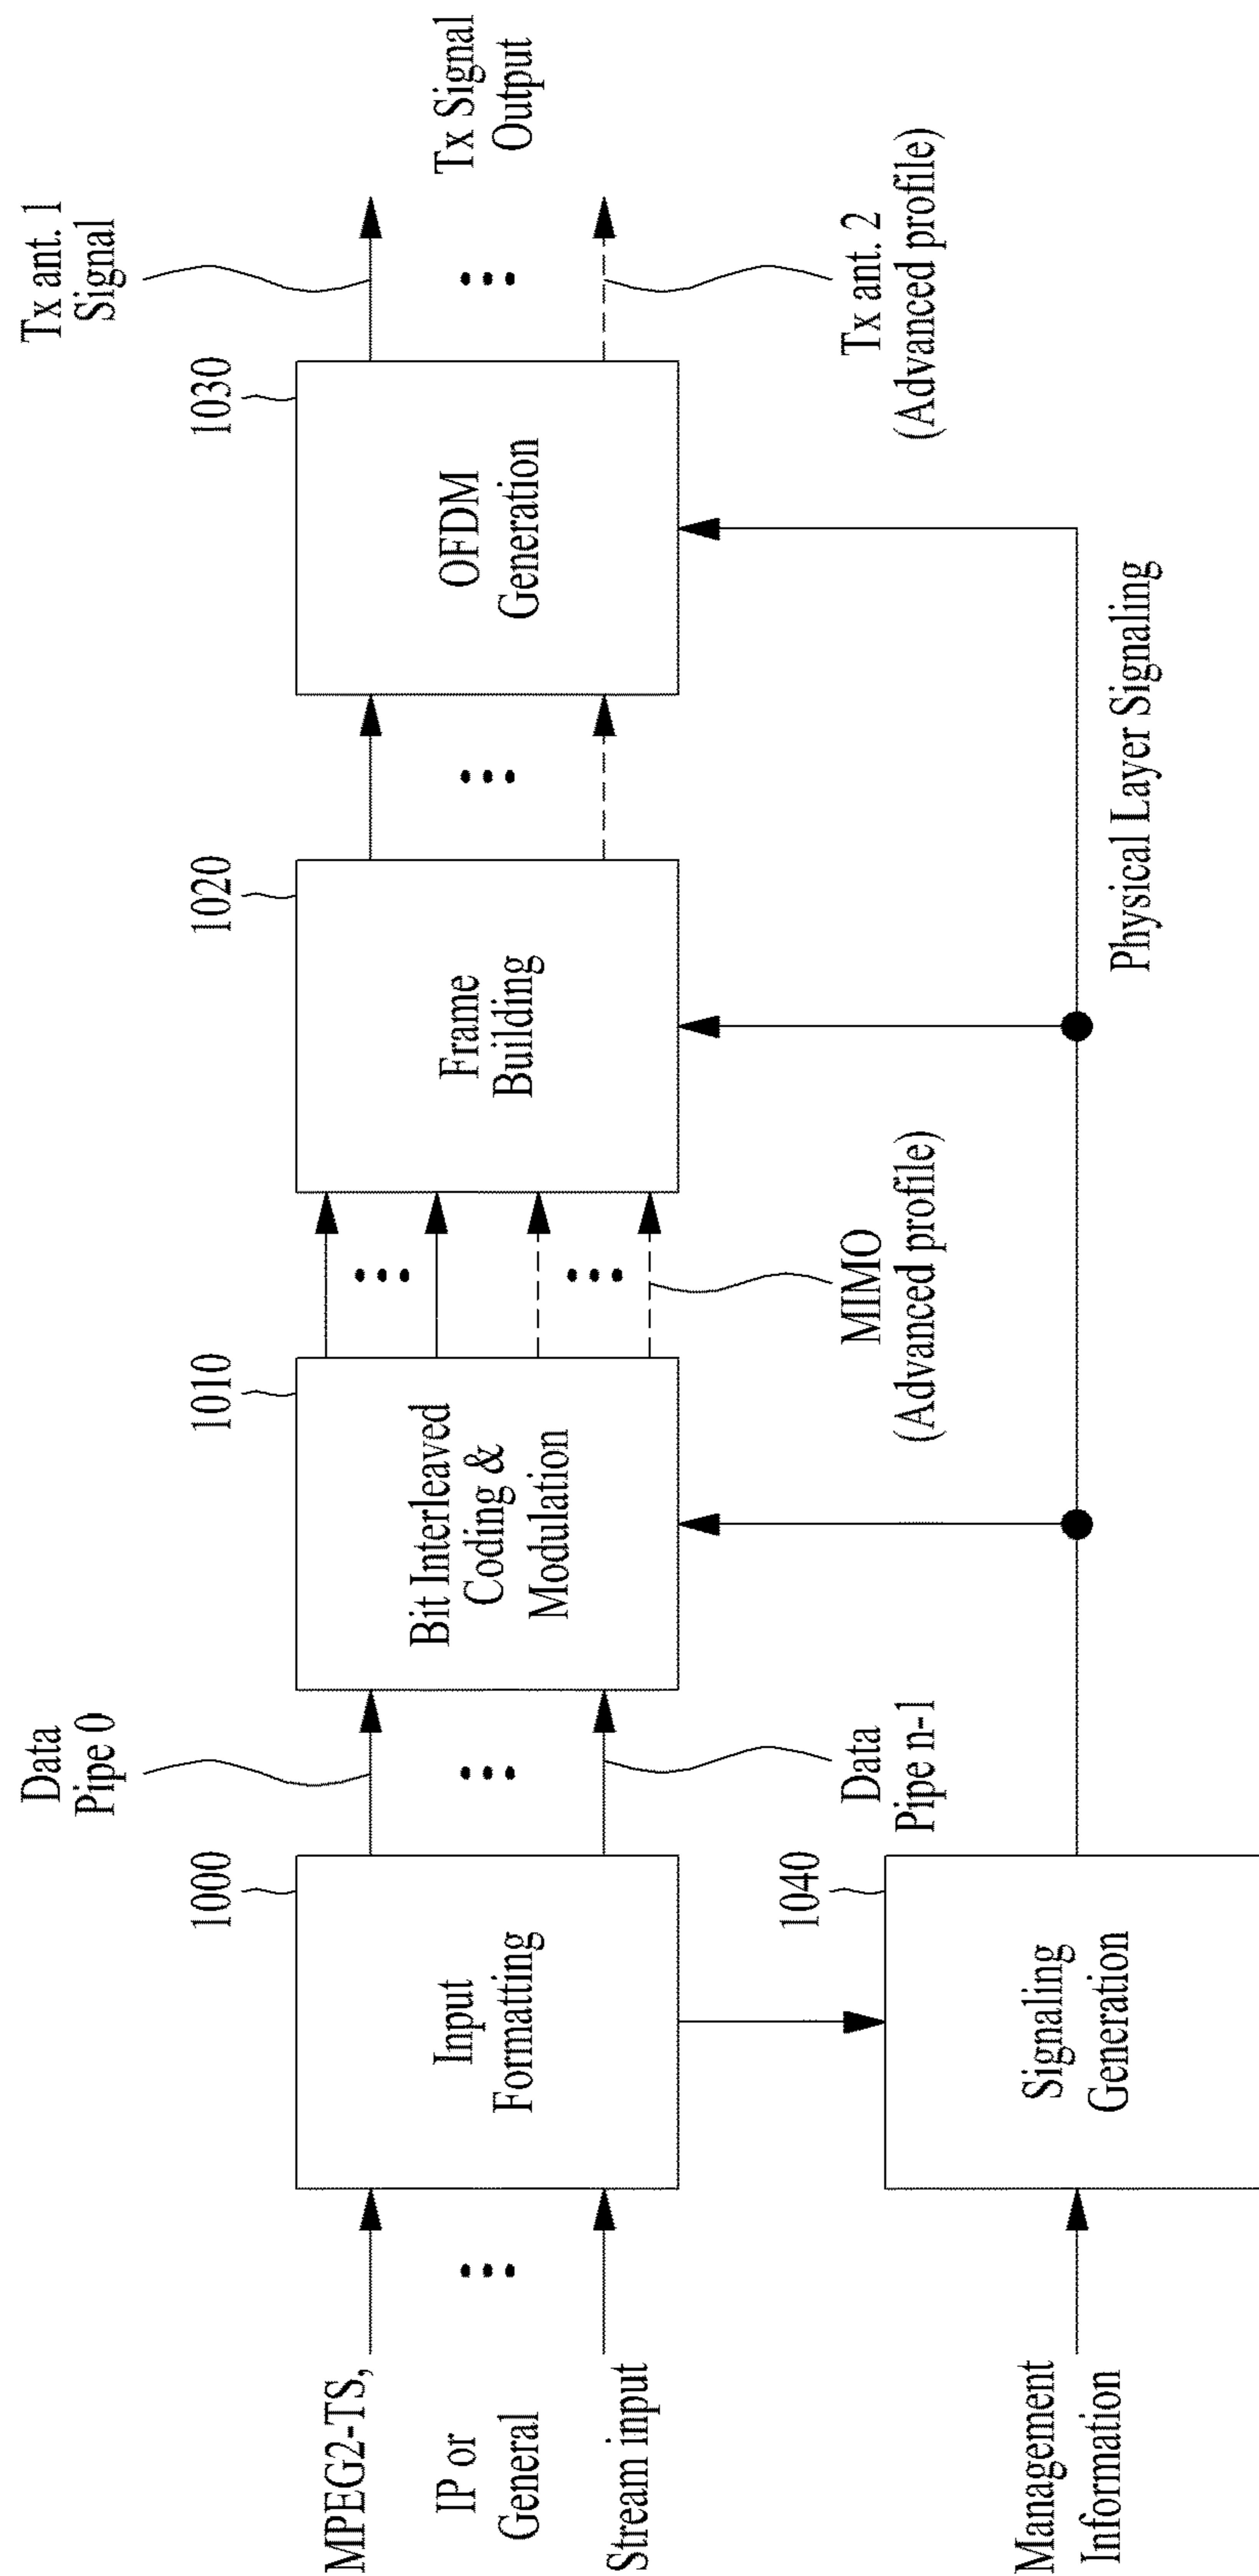 MPEG2-TS,
IP or
General
Stream input
Management
Information
1000
Input
Formatting
1040
Signaling
Generation
Data
Pipe 0
Data
Pipe n-1
1010
Bit Interleaved
Coding &
Modulation
MIMO
(Advanced profile)
1020
Frame
Building
Physical Layer Signaling
1030
OFDM
Generation
Tx ant. 1
Signal
Tx Signal
Output
Tx ant. 2
(Advanced profile)